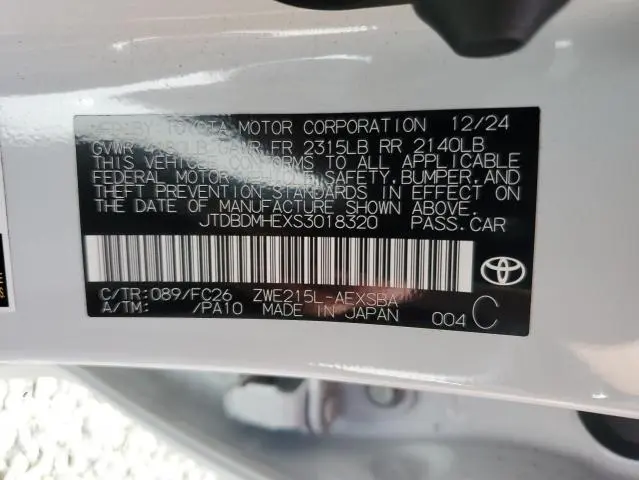 TOYOTA MOTOR CORPORATION 12/24
GVWR FR 2315LB RR 2140LB
THIS VEHICLE CONFORMS TO ALL APPLICABLE
FEDERAL MOTOR VEHICLE SAFETY, BUMPER, AND
THEFT PREVENTION STANDARDS IN EFFECT ON
THE DATE OF MANUFACTURE SHOWN ABOVE.
JTDBDMHEXS3018320 PASS.CAR
C/TR:089/FC26 ZWE215L-AEXSBA
A/TM: /PA10 MADE IN JAPAN 004 C